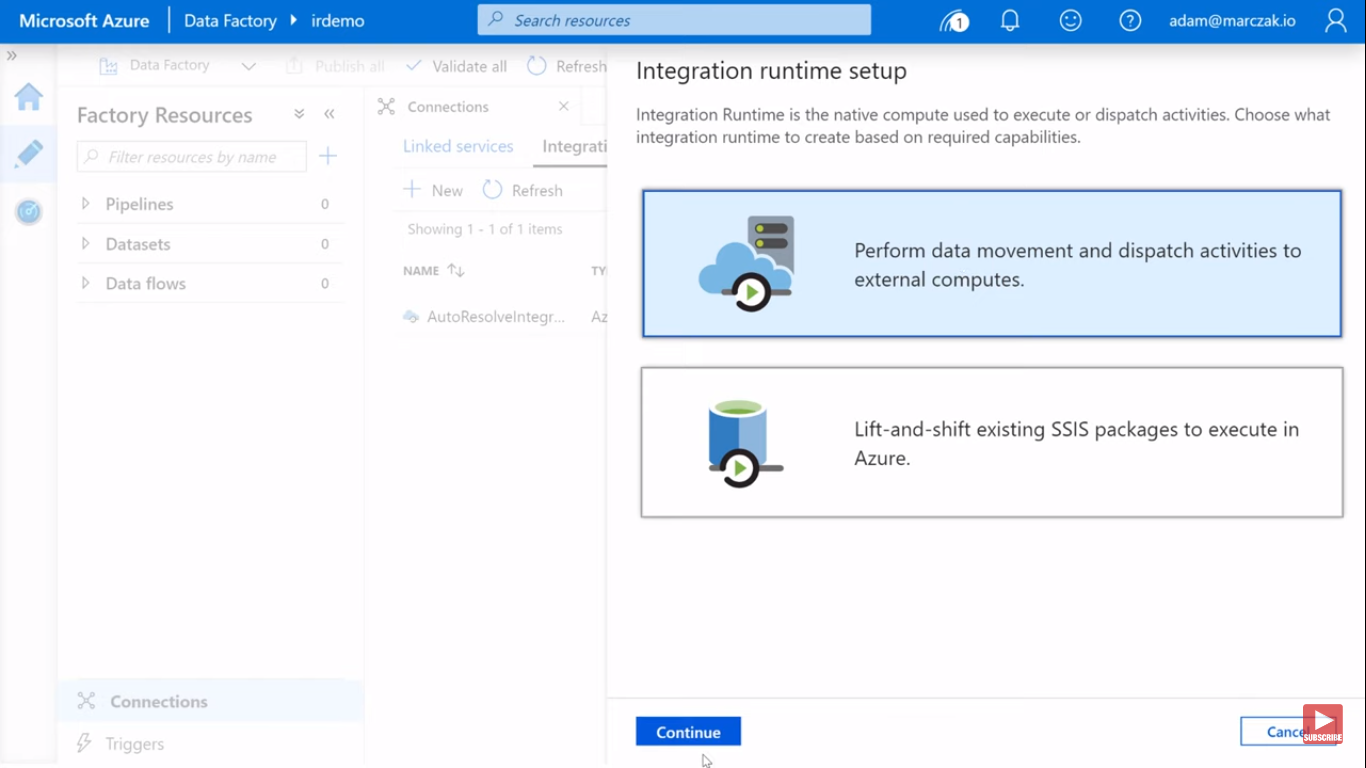 Microsoft Azure
Data Factory
irdemo
Search resources
1
adam@marczak.io
Data Factory
Publish all
Validate all
Refresh
Factory Resources
Filter resources by name
Pipelines 0
Datasets 0
Data flows 0
Connections
Triggers
Connections
Linked services
Integrati
New
Refresh
Showing 1 - 1 of 1 items
NAME
TY
AutoResolveIntegr...
Az
Integration runtime setup
Integration Runtime is the native compute used to execute or dispatch activities. Choose what
integration runtime to create based on required capabilities.
Perform data movement and dispatch activities to
external computes.
Lift-and-shift existing SSIS packages to execute in
Azure.
Continue
Cancel
SUBSCRIBE